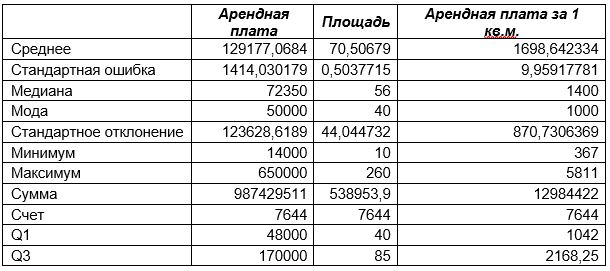 Арендная плата Площадь Арендная плата за 1 кв.м.
Среднее 129177,0684 70,50679 1698,642334
Стандартная ошибка 1414,030179 0,5037715 9,95917781
Медиана 72350 56 1400
Мода 50000 40 1000
Стандартное отклонение 123628,6189 44,044732 870,7306369
Минимум 14000 10 367
Максимум 650000 260 5811
Сумма 987429511 538953,9 12984422
Счет 7644 7644 7644
Q1 48000 40 1042
Q3 170000 85 2168,25